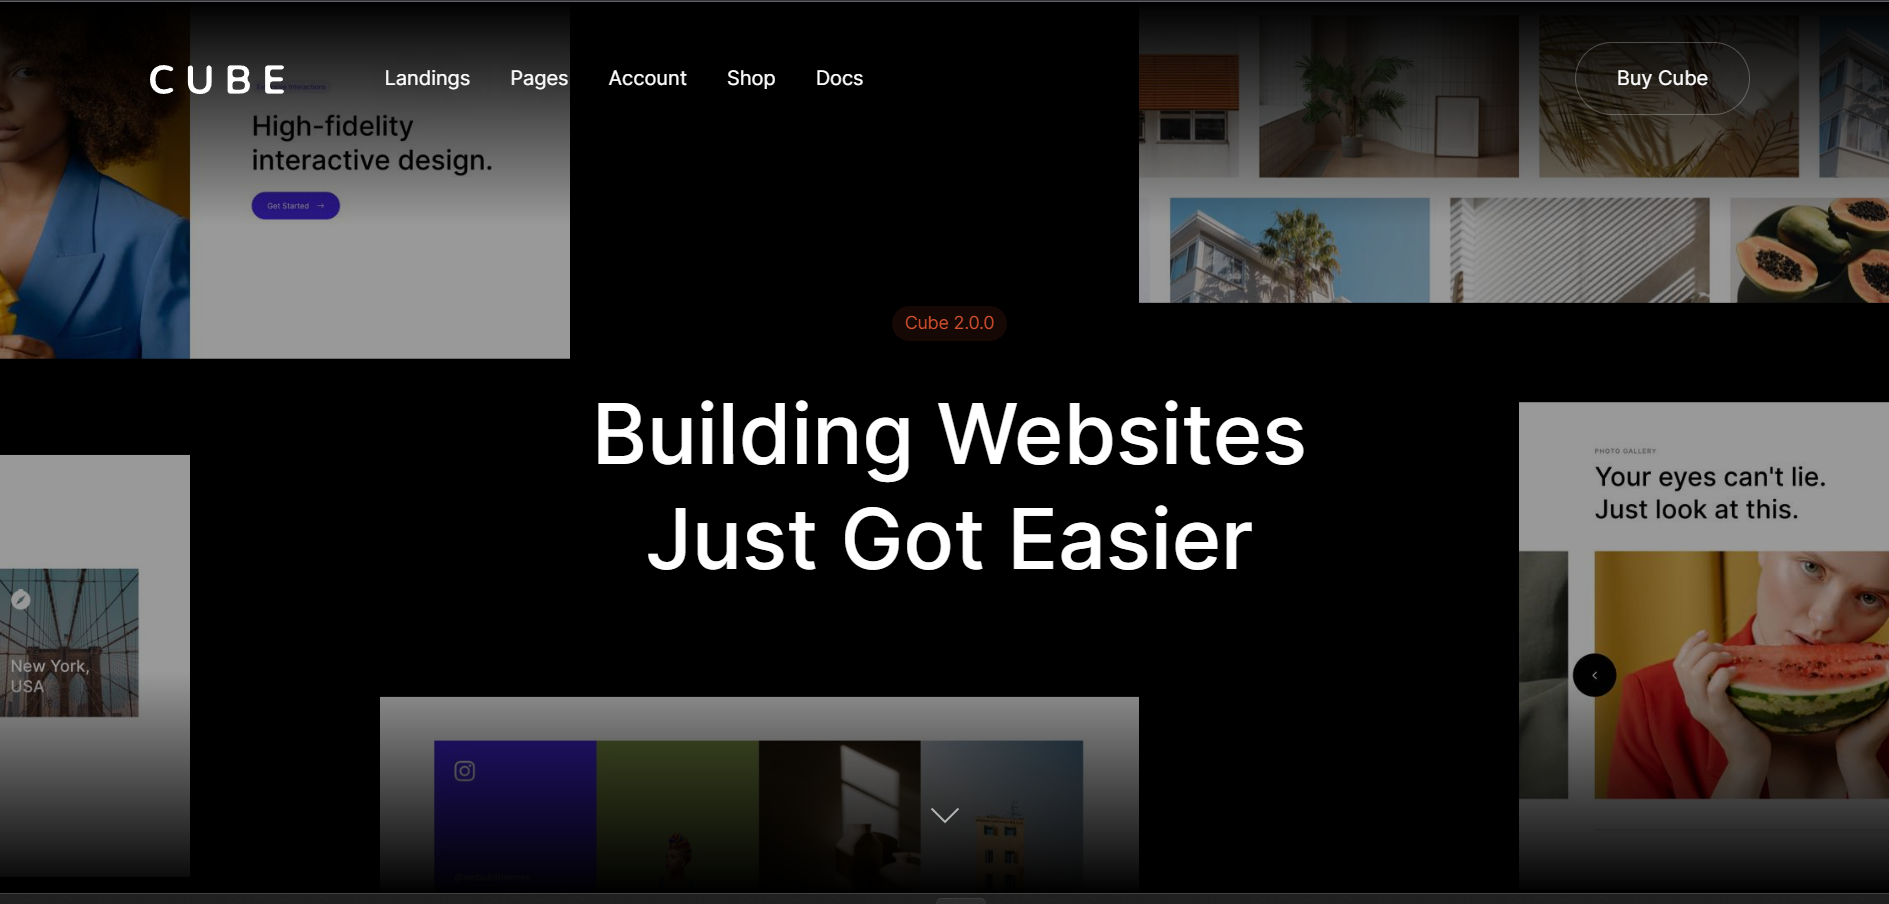 CUBE
Landings
Pages
Account
Shop
Docs
Buy Cube
High-fidelity
interactive design.
Get Started →
Cube 2.0.0
Building Websites
Just Got Easier
PHOTO GALLERY
Your eyes can't lie.
Just look at this.
New York,
USA